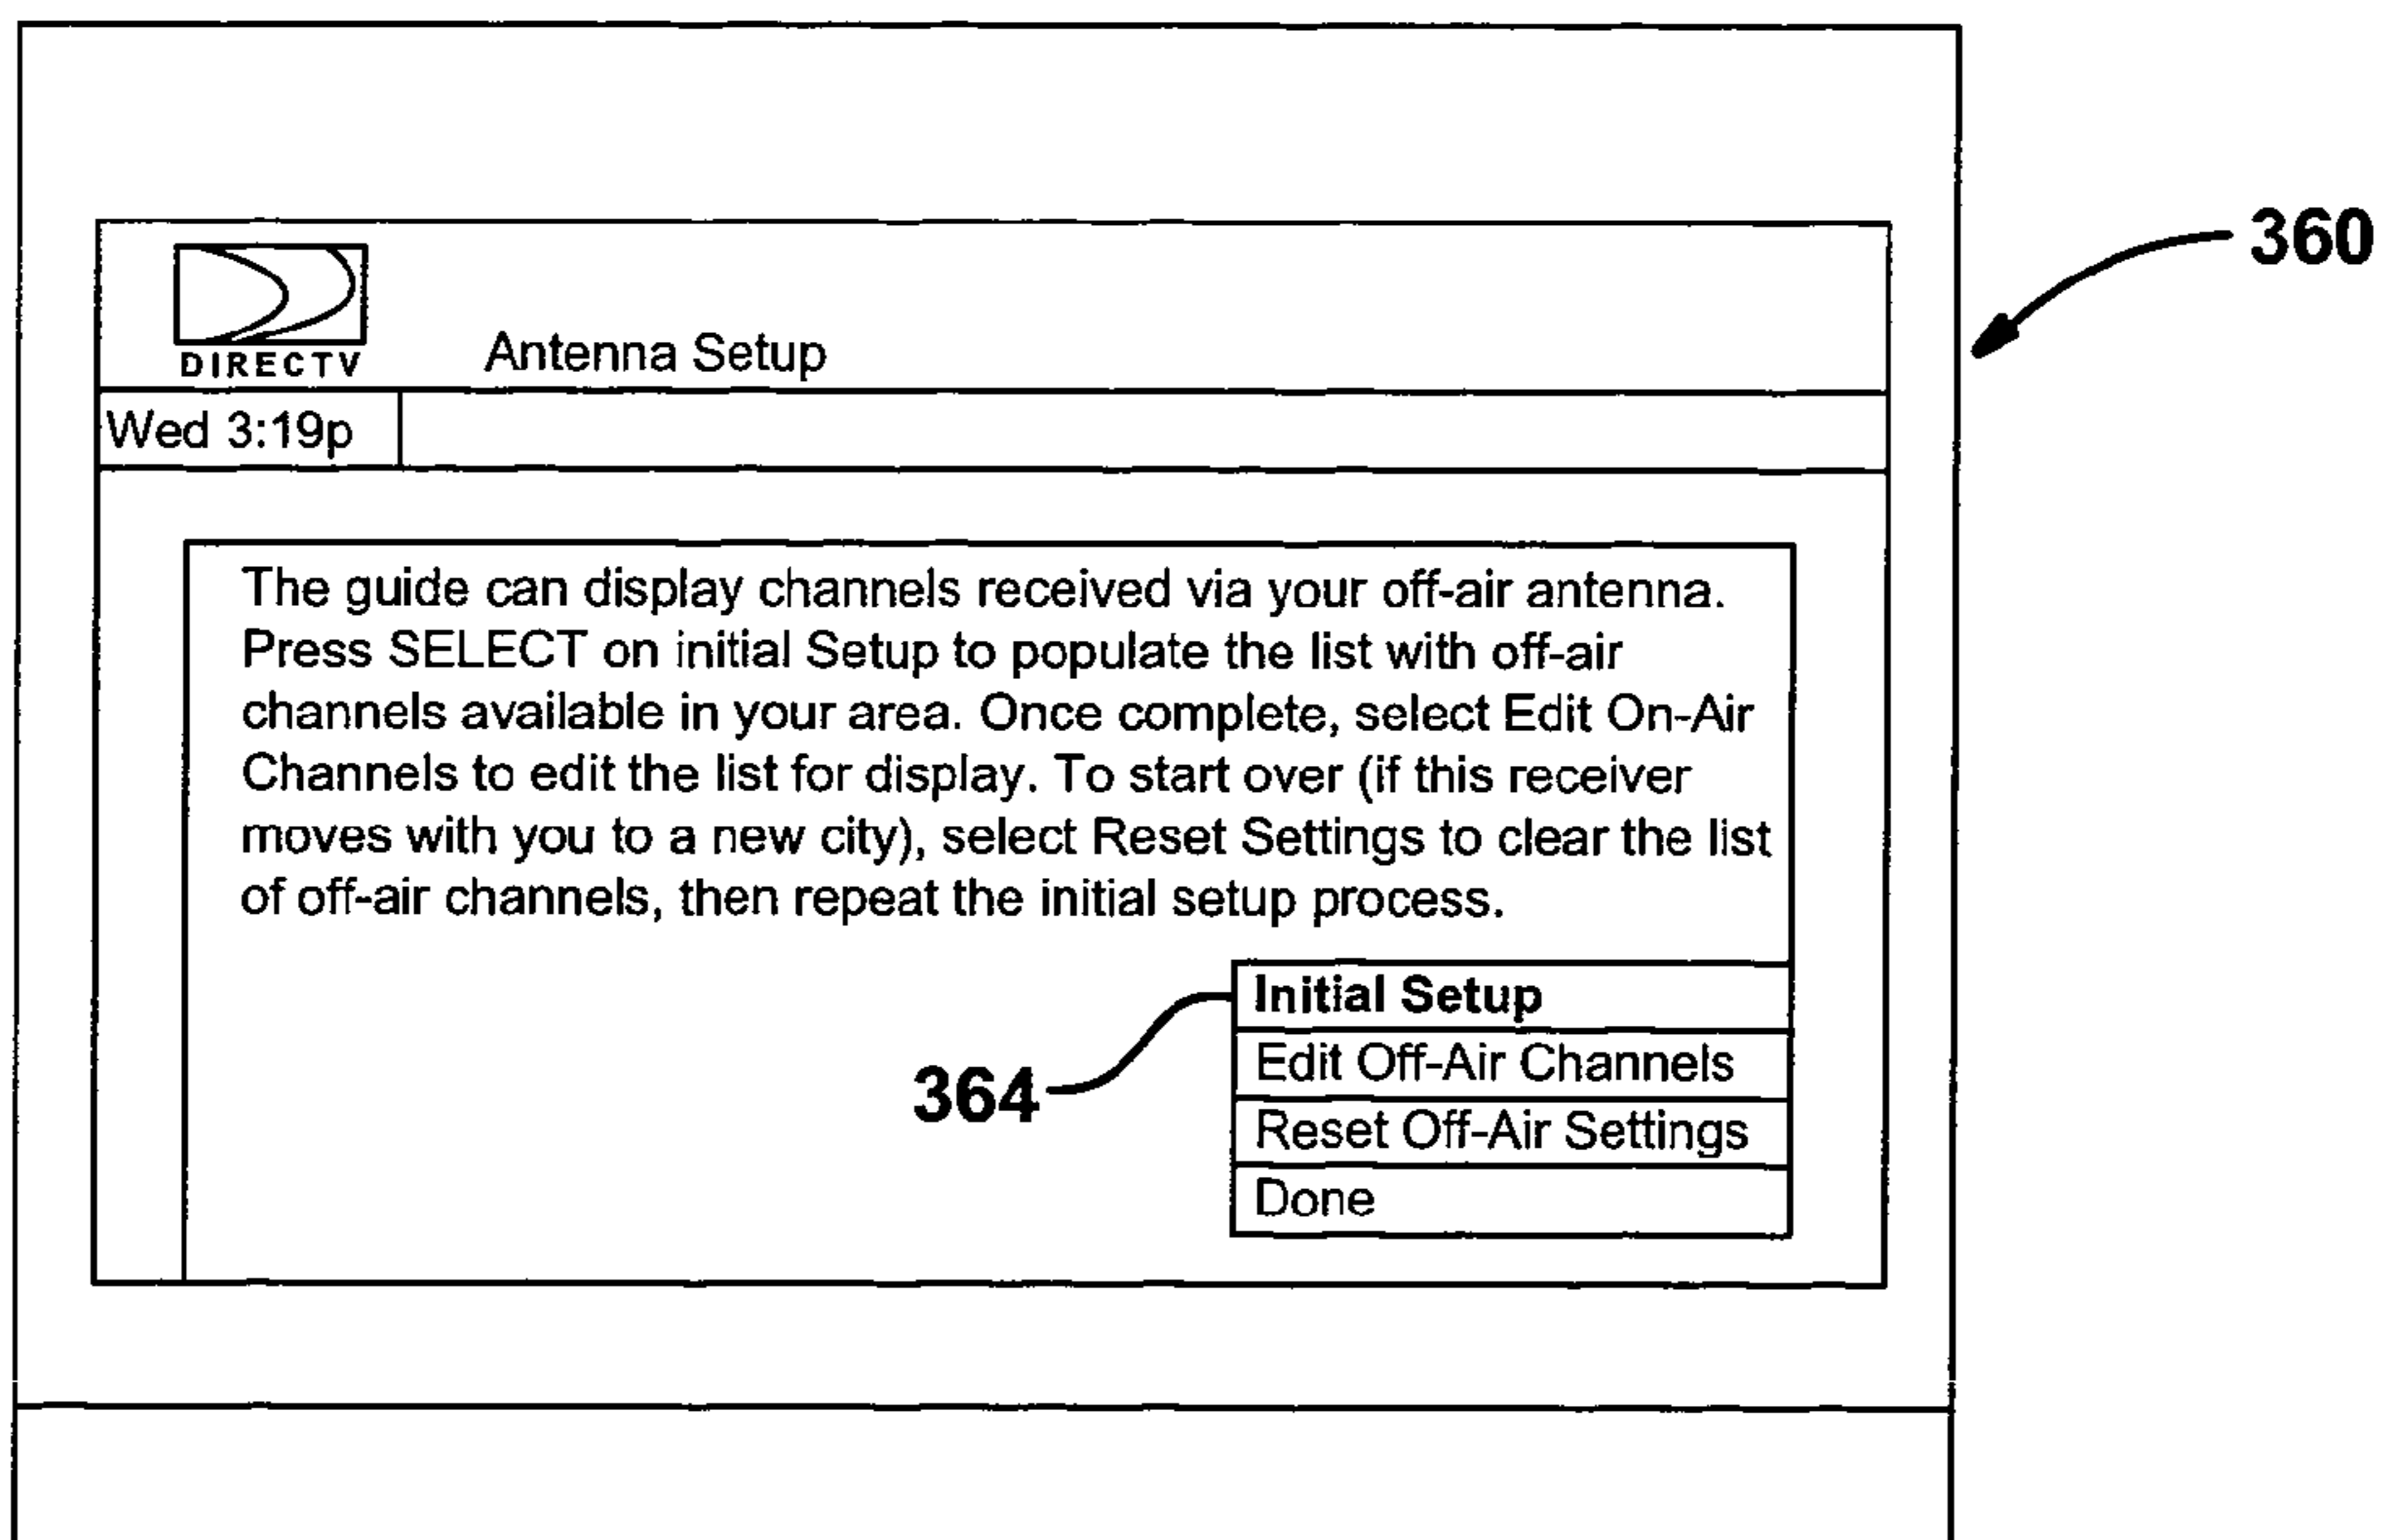 360
DIRECTV
Antenna Setup
Wed 3:19p
The guide can display channels received via your off-air antenna.
Press SELECT on initial Setup to populate the list with off-air
channels available in your area. Once complete, select Edit On-Air
Channels to edit the list for display. To start over (if this receiver
moves with you to a new city), select Reset Settings to clear the list
of off-air channels, then repeat the initial setup process.
Initial Setup
364
Edit Off-Air Channels
Reset Off-Air Settings
Done